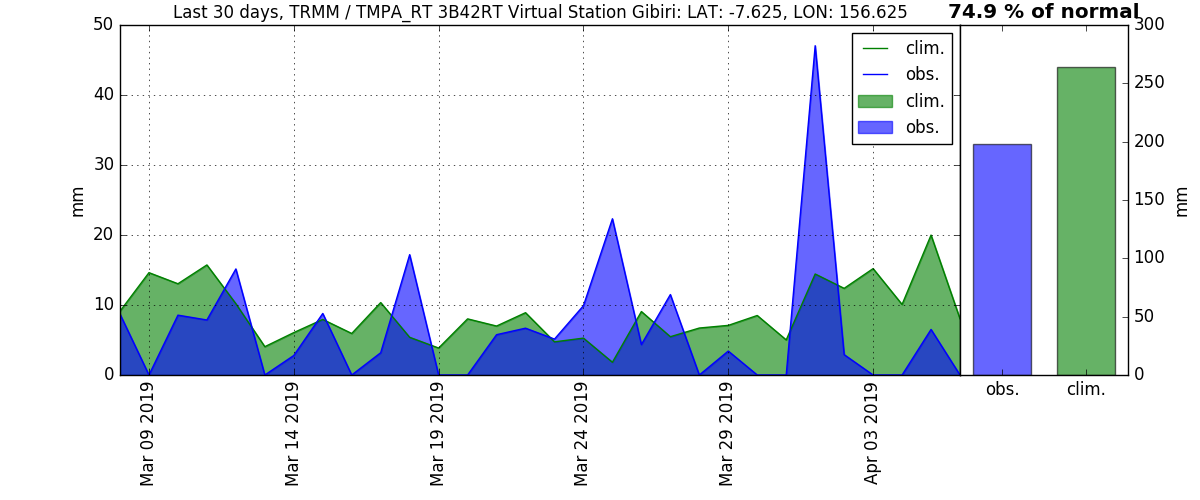 Last 30 days, TRMM / TMPA_RT 3B42RT Virtual Station Gibiri: LAT: -7.625, LON: 156.625
74.9 % of normal
50
40
30
20
10
0
mm
clim.
obs.
clim.
obs.
300
250
200
150
100
50
0
mm
Mar 09 2019
Mar 14 2019
Mar 19 2019
Mar 24 2019
Mar 29 2019
Apr 03 2019
obs.
clim.